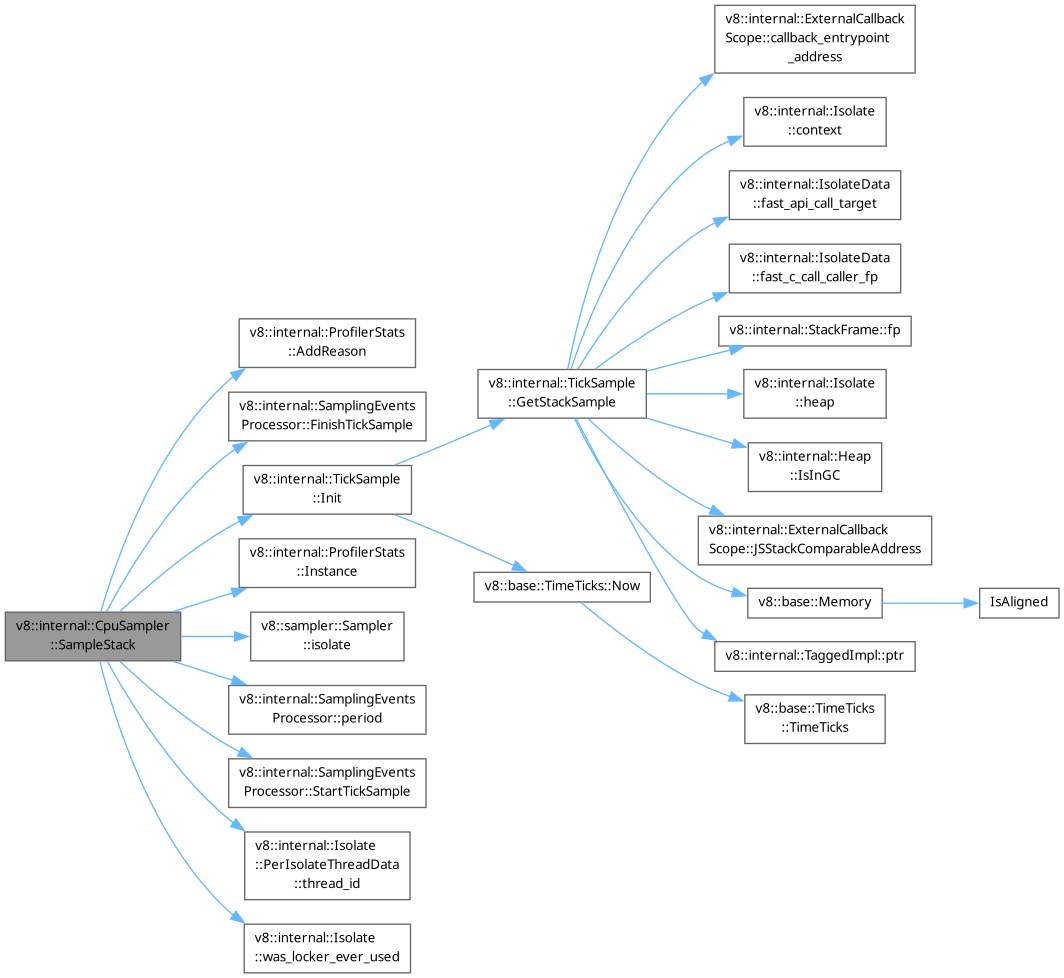 v8::internal::CpuSampler
::SampleStack
v8::internal::ProfilerStats
::AddReason
v8::internal::SamplingEvents
Processor::FinishTickSample
v8::internal::TickSample
::Init
v8::internal::ProfilerStats
::Instance
v8::sampler::Sampler
::isolate
v8::internal::SamplingEvents
Processor::period
v8::internal::SamplingEvents
Processor::StartTickSample
v8::internal::Isolate
::PerIsolateThreadData
::thread_id
v8::internal::Isolate
::was_locker_ever_used
v8::internal::TickSample
::GetStackSample
v8::base::TimeTicks::Now
v8::internal::ExternalCallback
Scope::callback_entrypoint
_address
v8::internal::Isolate
::context
v8::internal::IsolateData
::fast_api_call_target
v8::internal::IsolateData
::fast_c_call_caller_fp
v8::internal::StackFrame::fp
v8::internal::Isolate
::heap
v8::internal::Heap
::IsInGC
v8::internal::ExternalCallback
Scope::JSStackComparableAddress
v8::base::Memory
v8::internal::TaggedImpl::ptr
v8::base::TimeTicks
::TimeTicks
IsAligned